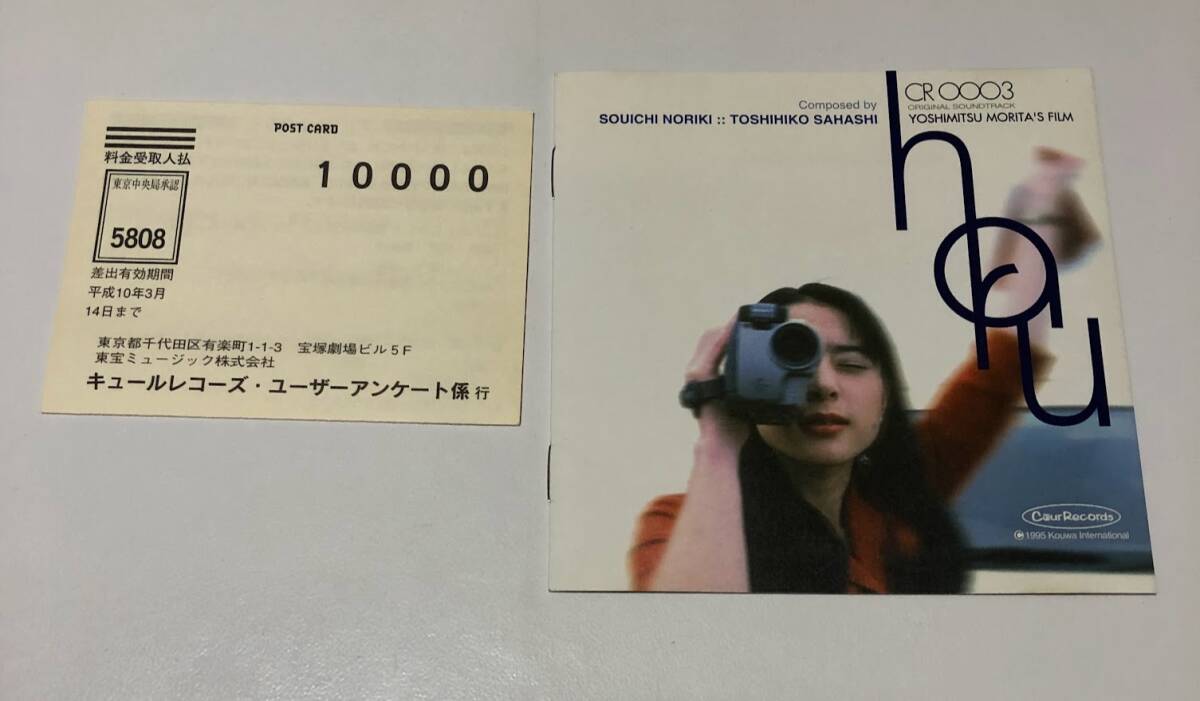 POST CARD
10000
料金受取人払
東京中央局承認
5808
差出有効期間
平成10年3月
14日まで
東京都千代田区有楽町1-1-3 宝塚劇場ビル5F
東宝ミュージック株式会社
キュールレコーズ・ユーザーアンケート係 行
CR 0003
ORIGINAL SOUNDTRACK
YOSHIMITSU MORITA'S FILM
Composed by
SOUICHI NORIKI :: TOSHIHIKO SAHASHI
haru
CœurRecords
© 1995 Kouwa International